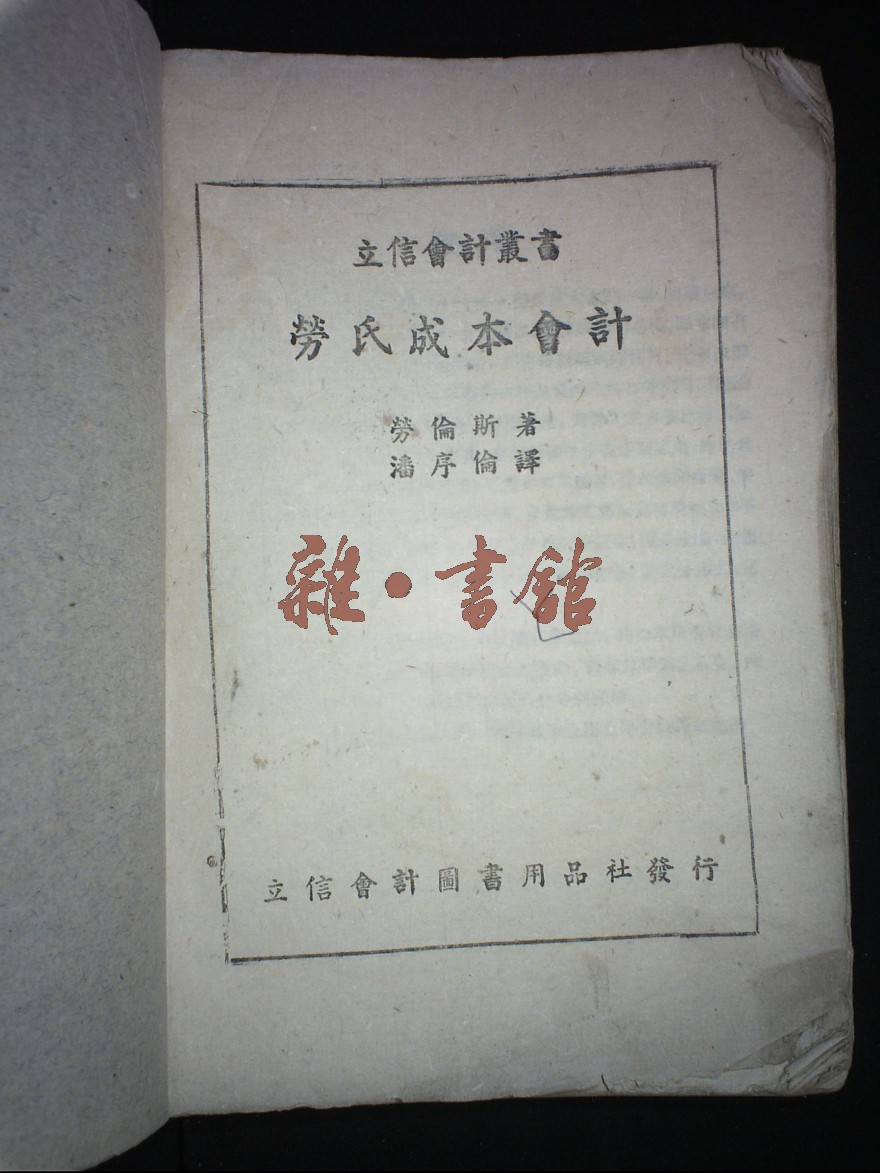 立信會計叢書
勞氏成本會計
勞倫斯著
潘序倫譯
雜·書館
立信會計圖書用品社發行